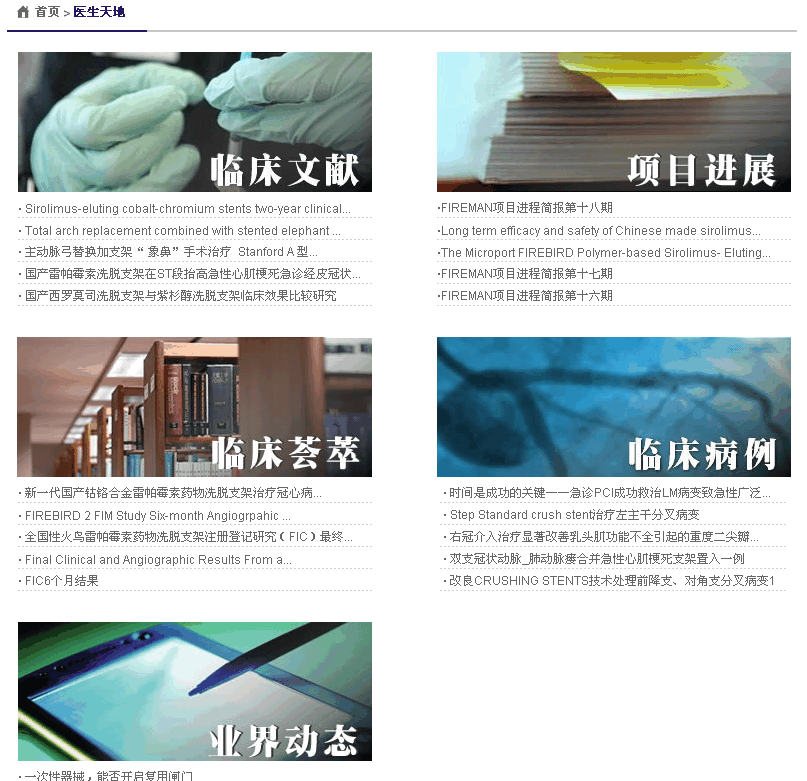 首页 > 医生天地
临床文献
· Sirolimus-eluting cobalt-chromium stents two-year clinical...
· Total arch replacement combined with stented elephant ...
· 主动脉弓替换加支架“ 象鼻”手术治疗 Stanford A 型...
· 国产雷帕霉素洗脱支架在ST段抬高急性心肌梗死急诊经皮冠状...
· 国产西罗莫司洗脱支架与紫杉醇洗脱支架临床效果比较研究
项目进展
·FIREMAN项目进程简报第十八期
·Long term efficacy and safety of Chinese made sirolimus...
·The Microport FIREBIRD Polymer-based Sirolimus- Eluting...
·FIREMAN项目进程简报第十七期
·FIREMAN项目进程简报第十六期
临床荟萃
· 新一代国产钴铬合金雷帕霉素药物洗脱支架治疗冠心病...
· FIREBIRD 2 FIM Study Six-month Angiogrpahic ...
· 全国性火鸟雷帕霉素药物洗脱支架注册登记研究（FIC）最终...
· Final Clinical and Angiographic Results From a...
· FIC6个月结果
临床病例
· 时间是成功的关键——急诊PCI成功救治LM病变致急性广泛...
· Step Standard crush stent治疗左主干分叉病变
· 右冠介入治疗显著改善乳头肌功能不全引起的重度二尖瓣...
· 双支冠状动脉_肺动脉瘘合并急性心肌梗死支架置入一例
· 改良CRUSHING STENTS技术处理前降支、对角支分叉病变1
业界动态
· 一次性器械，能否开启复用闸门